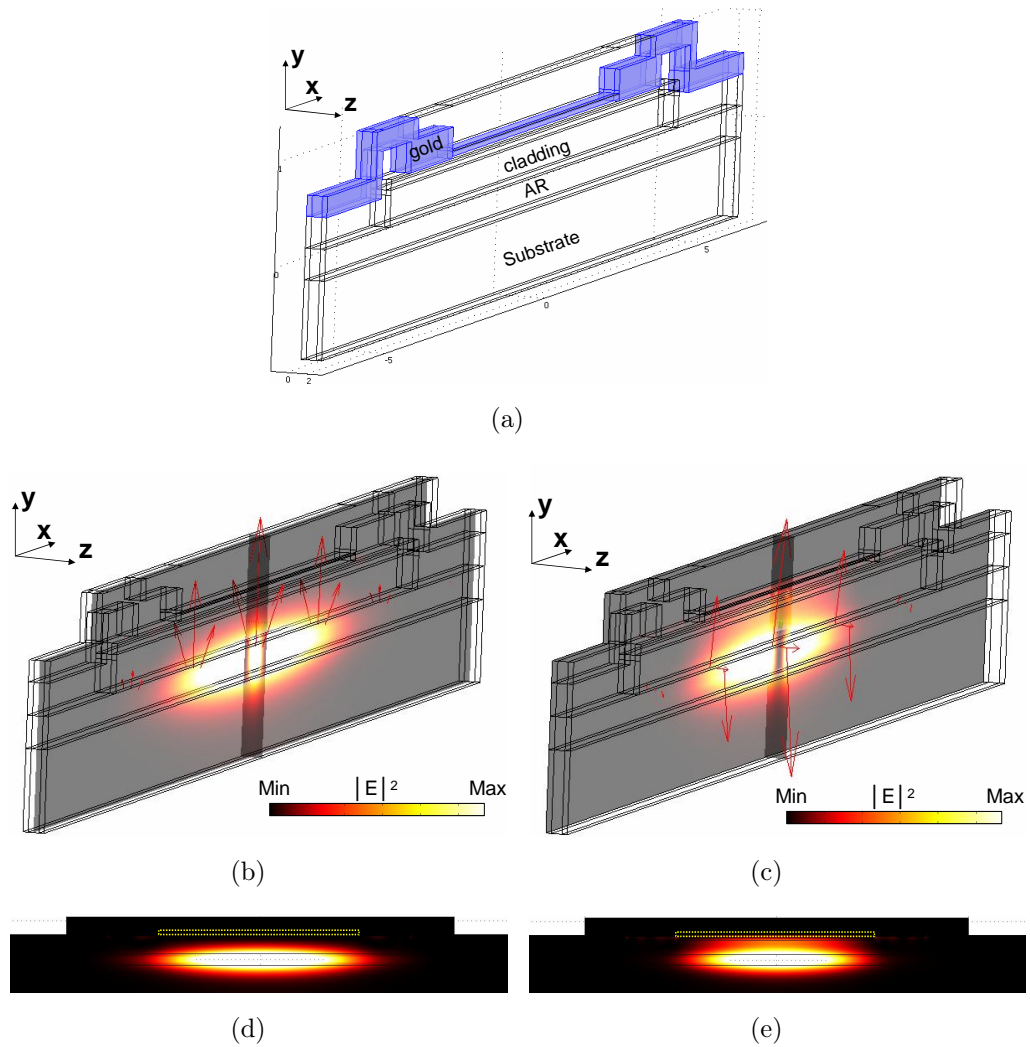 y
x
z
gold
cladding
AR
Substrate
1
0
5
0
-5
0 2
(a)
y
x
z
y
x
z
Min |E|² Max
Min |E|² Max
(b)
(c)
(d)
(e)